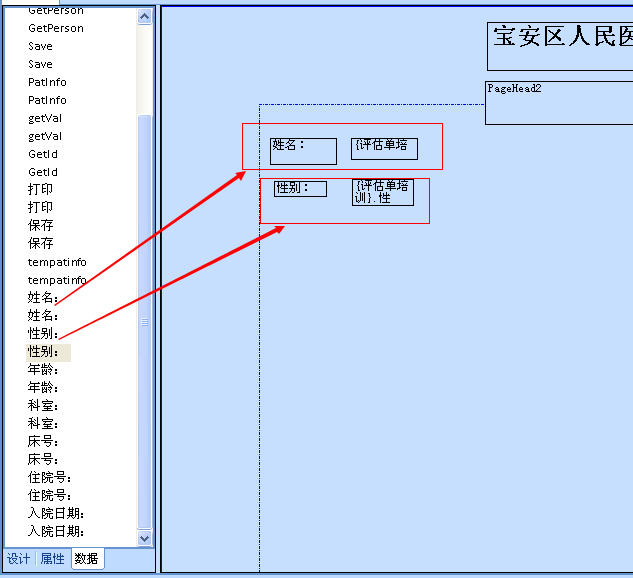 GetPerson
GetPerson
Save
Save
PatInfo
PatInfo
getVal
getVal
GetId
GetId
打印
打印
保存
保存
tempatinfo
tempatinfo
姓名：
姓名：
性别：
性别：
年龄：
年龄：
科室：
科室：
床号：
床号：
住院号：
住院号：
入院日期：
入院日期：
设计 属性 数据
宝安区人民医
PageHead2
姓名： {评估单培
性别： {评估单培
训}.性